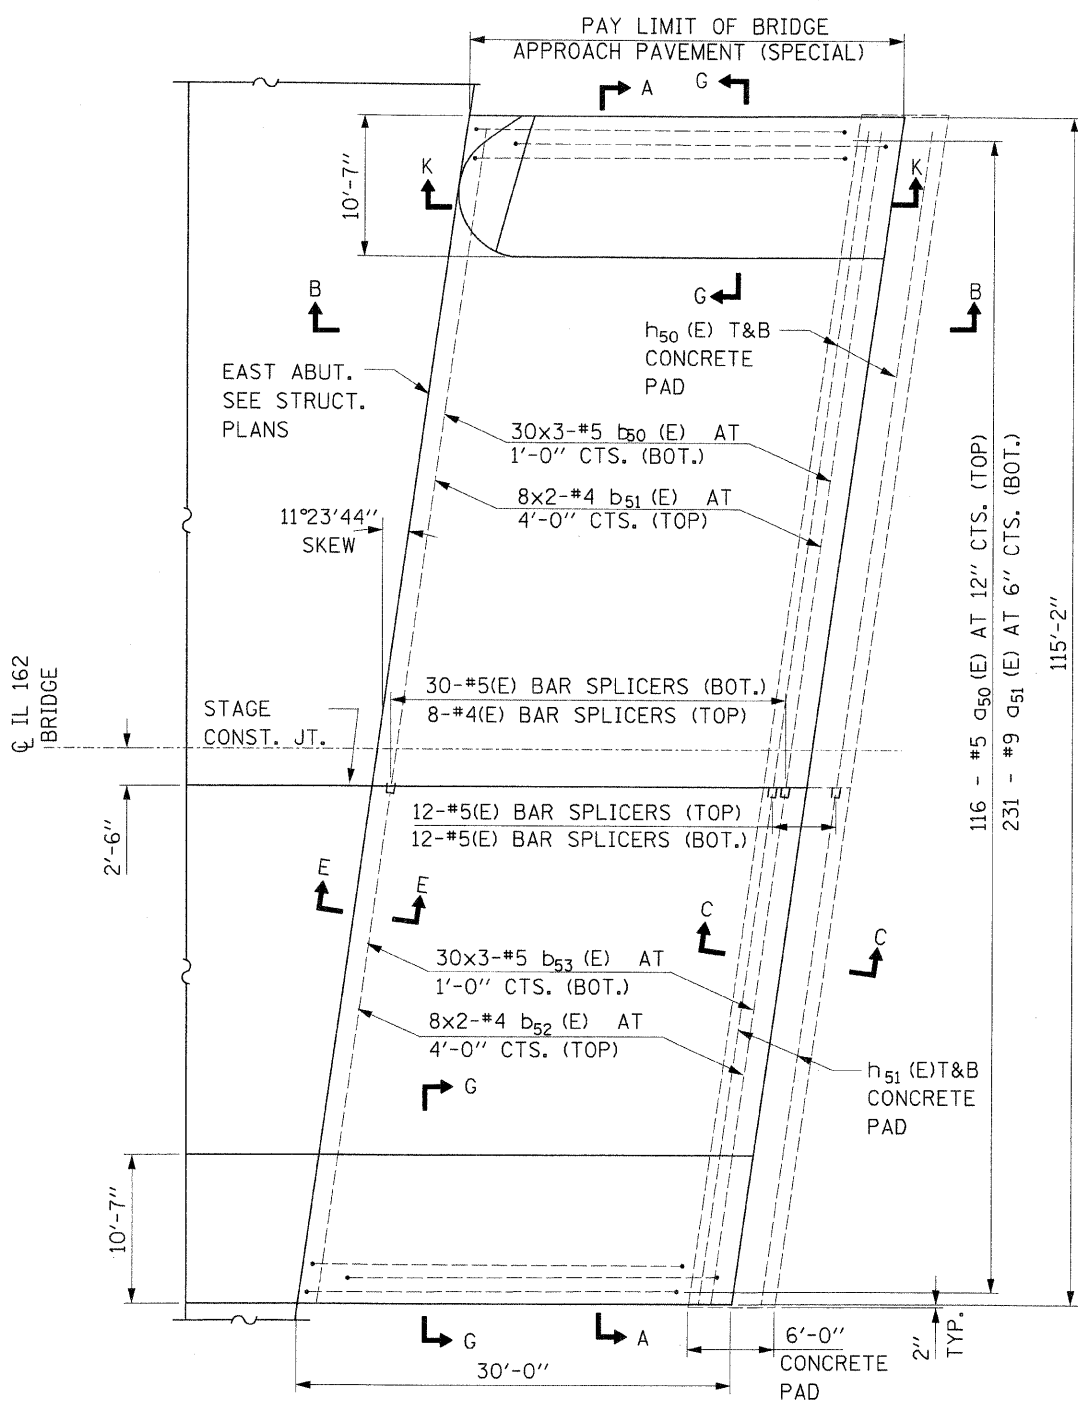 PAY LIMIT OF BRIDGE
APPROACH PAVEMENT (SPECIAL)
A
G
10'-7"
K
K
G
B
B
h50 (E) T&B
CONCRETE
PAD
EAST ABUT.
SEE STRUCT.
PLANS
30x3-#5 b50 (E) AT
1'-0" CTS. (BOT.)
8x2-#4 b51 (E) AT
4'-0" CTS. (TOP)
11°23'44"
SKEW
116 - #5 a50 (E) AT 12" CTS. (TOP)
231 - #9 a51 (E) AT 6" CTS. (BOT.)
115'-2"
℄ IL 162
BRIDGE
STAGE
CONST. JT.
30-#5(E) BAR SPLICERS (BOT.)
8-#4(E) BAR SPLICERS (TOP)
12-#5(E) BAR SPLICERS (TOP)
12-#5(E) BAR SPLICERS (BOT.)
2'-6"
E
E
C
C
30x3-#5 b53 (E) AT
1'-0" CTS. (BOT.)
8x2-#4 b52 (E) AT
4'-0" CTS. (TOP)
G
h51 (E)T&B
CONCRETE
PAD
10'-7"
G
A
6'-0"
CONCRETE
PAD
2"
TYP.
30'-0"